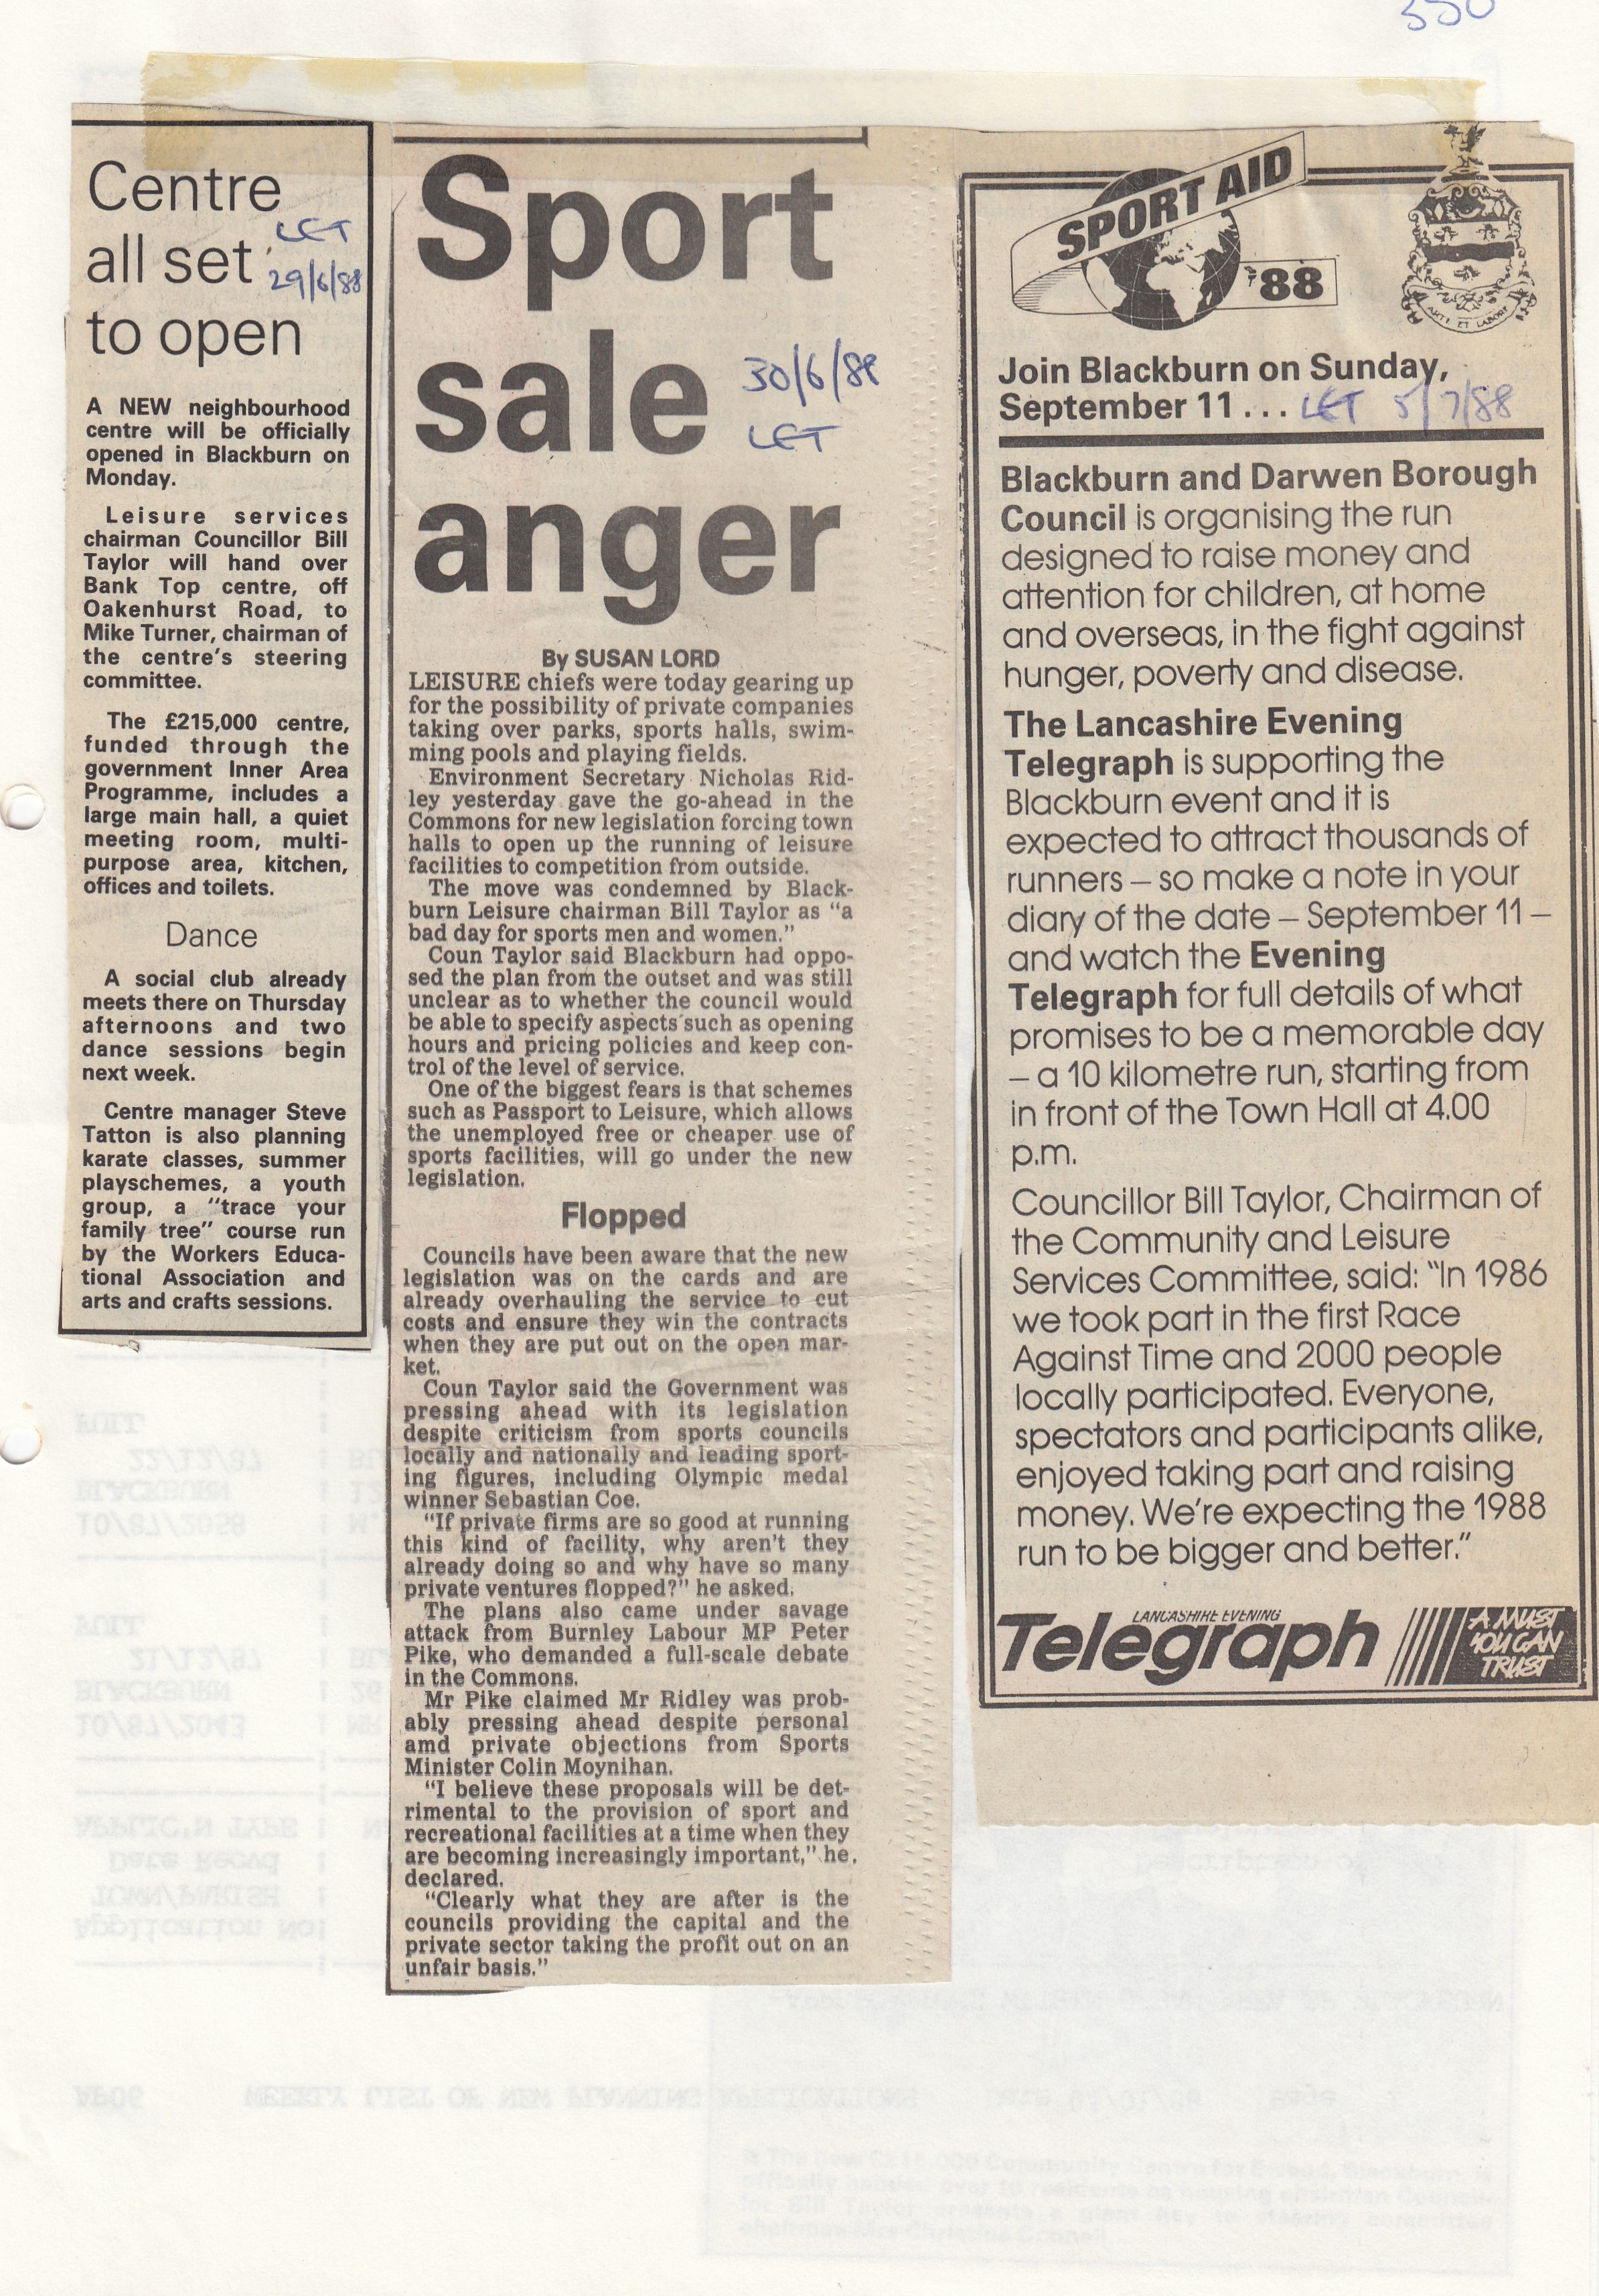 Centre
all set
to open
LET
29/6/88
A NEW neighbourhood
centre will be officially
opened in Blackburn on
Monday.
Leisure services
chairman Councillor Bill
Taylor will hand over
Bank Top centre, off
Oakenhurst Road, to
Mike Turner, chairman of
the centre's steering
committee.
The £215,000 centre,
funded through the
government Inner Area
Programme, includes a
large main hall, a quiet
meeting room, multi-
purpose area, kitchen,
offices and toilets.
Dance
A social club already
meets there on Thursday
afternoons and two
dance sessions begin
next week.
Centre manager Steve
Tatton is also planning
karate classes, summer
playschemes, a youth
group, a "trace your
family tree" course run
by the Workers Educa-
tional Association and
arts and crafts sessions.
Sport
sale
anger
30/6/88
LET
By SUSAN LORD
LEISURE chiefs were today gearing up
for the possibility of private companies
taking over parks, sports halls, swim-
ming pools and playing fields.
Environment Secretary Nicholas Rid-
ley yesterday gave the go-ahead in the
Commons for new legislation forcing town
halls to open up the running of leisure
facilities to competition from outside.
The move was condemned by Black-
burn Leisure chairman Bill Taylor as "a
bad day for sports men and women."
Coun Taylor said Blackburn had oppo-
sed the plan from the outset and was still
unclear as to whether the council would
be able to specify aspects such as opening
hours and pricing policies and keep con-
trol of the level of service.
One of the biggest fears is that schemes
such as Passport to Leisure, which allows
the unemployed free or cheaper use of
sports facilities, will go under the new
legislation.
Flopped
Councils have been aware that the new
legislation was on the cards and are
already overhauling the service to cut
costs and ensure they win the contracts
when they are put out on the open mar-
ket.
Coun Taylor said the Government was
pressing ahead with its legislation
despite criticism from sports councils
locally and nationally and leading sport-
ing figures, including Olympic medal
winner Sebastian Coe.
"If private firms are so good at running
this kind of facility, why aren't they
already doing so and why have so many
private ventures flopped?" he asked.
The plans also came under savage
attack from Burnley Labour MP Peter
Pike, who demanded a full-scale debate
in the Commons.
Mr Pike claimed Mr Ridley was prob-
ably pressing ahead despite personal
amd private objections from Sports
Minister Colin Moynihan.
"I believe these proposals will be det-
rimental to the provision of sport and
recreational facilities at a time when they
are becoming increasingly important," he
declared.
"Clearly what they are after is the
councils providing the capital and the
private sector taking the profit out on an
unfair basis."
SPORT AID
'88
ARTE ET LABORE
Join Blackburn on Sunday,
September 11 . . . LET 5/7/88
Blackburn and Darwen Borough
Council is organising the run
designed to raise money and
attention for children, at home
and overseas, in the fight against
hunger, poverty and disease.
The Lancashire Evening
Telegraph is supporting the
Blackburn event and it is
expected to attract thousands of
runners – so make a note in your
diary of the date – September 11 –
and watch the Evening
Telegraph for full details of what
promises to be a memorable day
– a 10 kilometre run, starting from
in front of the Town Hall at 4.00
p.m.
Councillor Bill Taylor, Chairman of
the Community and Leisure
Services Committee, said: "In 1986
we took part in the first Race
Against Time and 2000 people
locally participated. Everyone,
spectators and participants alike,
enjoyed taking part and raising
money. We're expecting the 1988
run to be bigger and better."
LANCASHIRE EVENING
Telegraph
A MUST
YOU CAN
TRUST